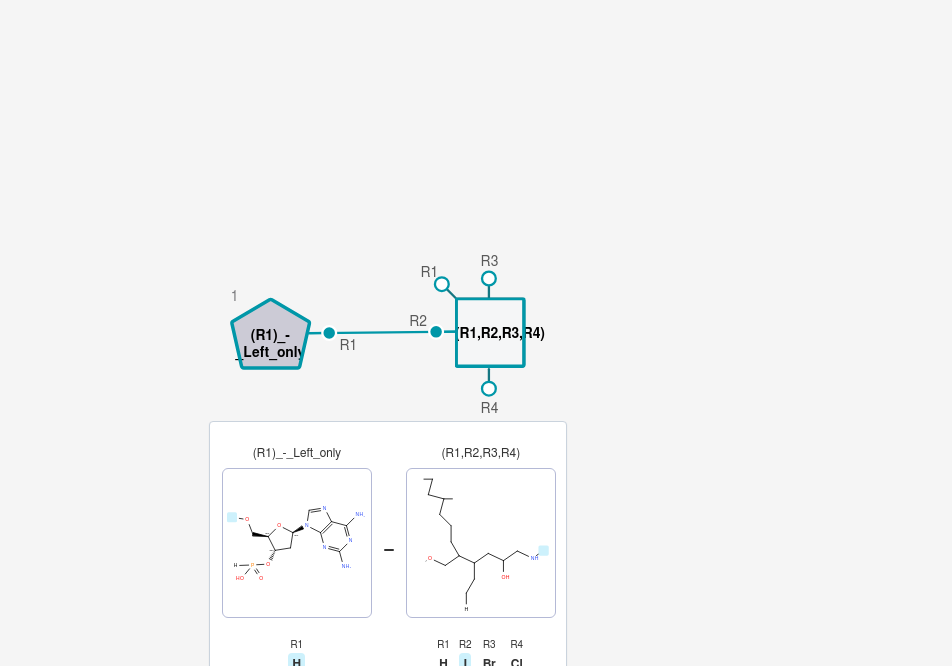 R3
R1
1
R2
(R1)_-
_Left_only
R1
(R1,R2,R3,R4)
R4
(R1)_-_Left_only (R1,R2,R3,R4)
O O N NH
N N
O
H P O N
HO O NH₂
O NH
OH
H
R1 R1 R2 R3 R4
H H I Br Cl